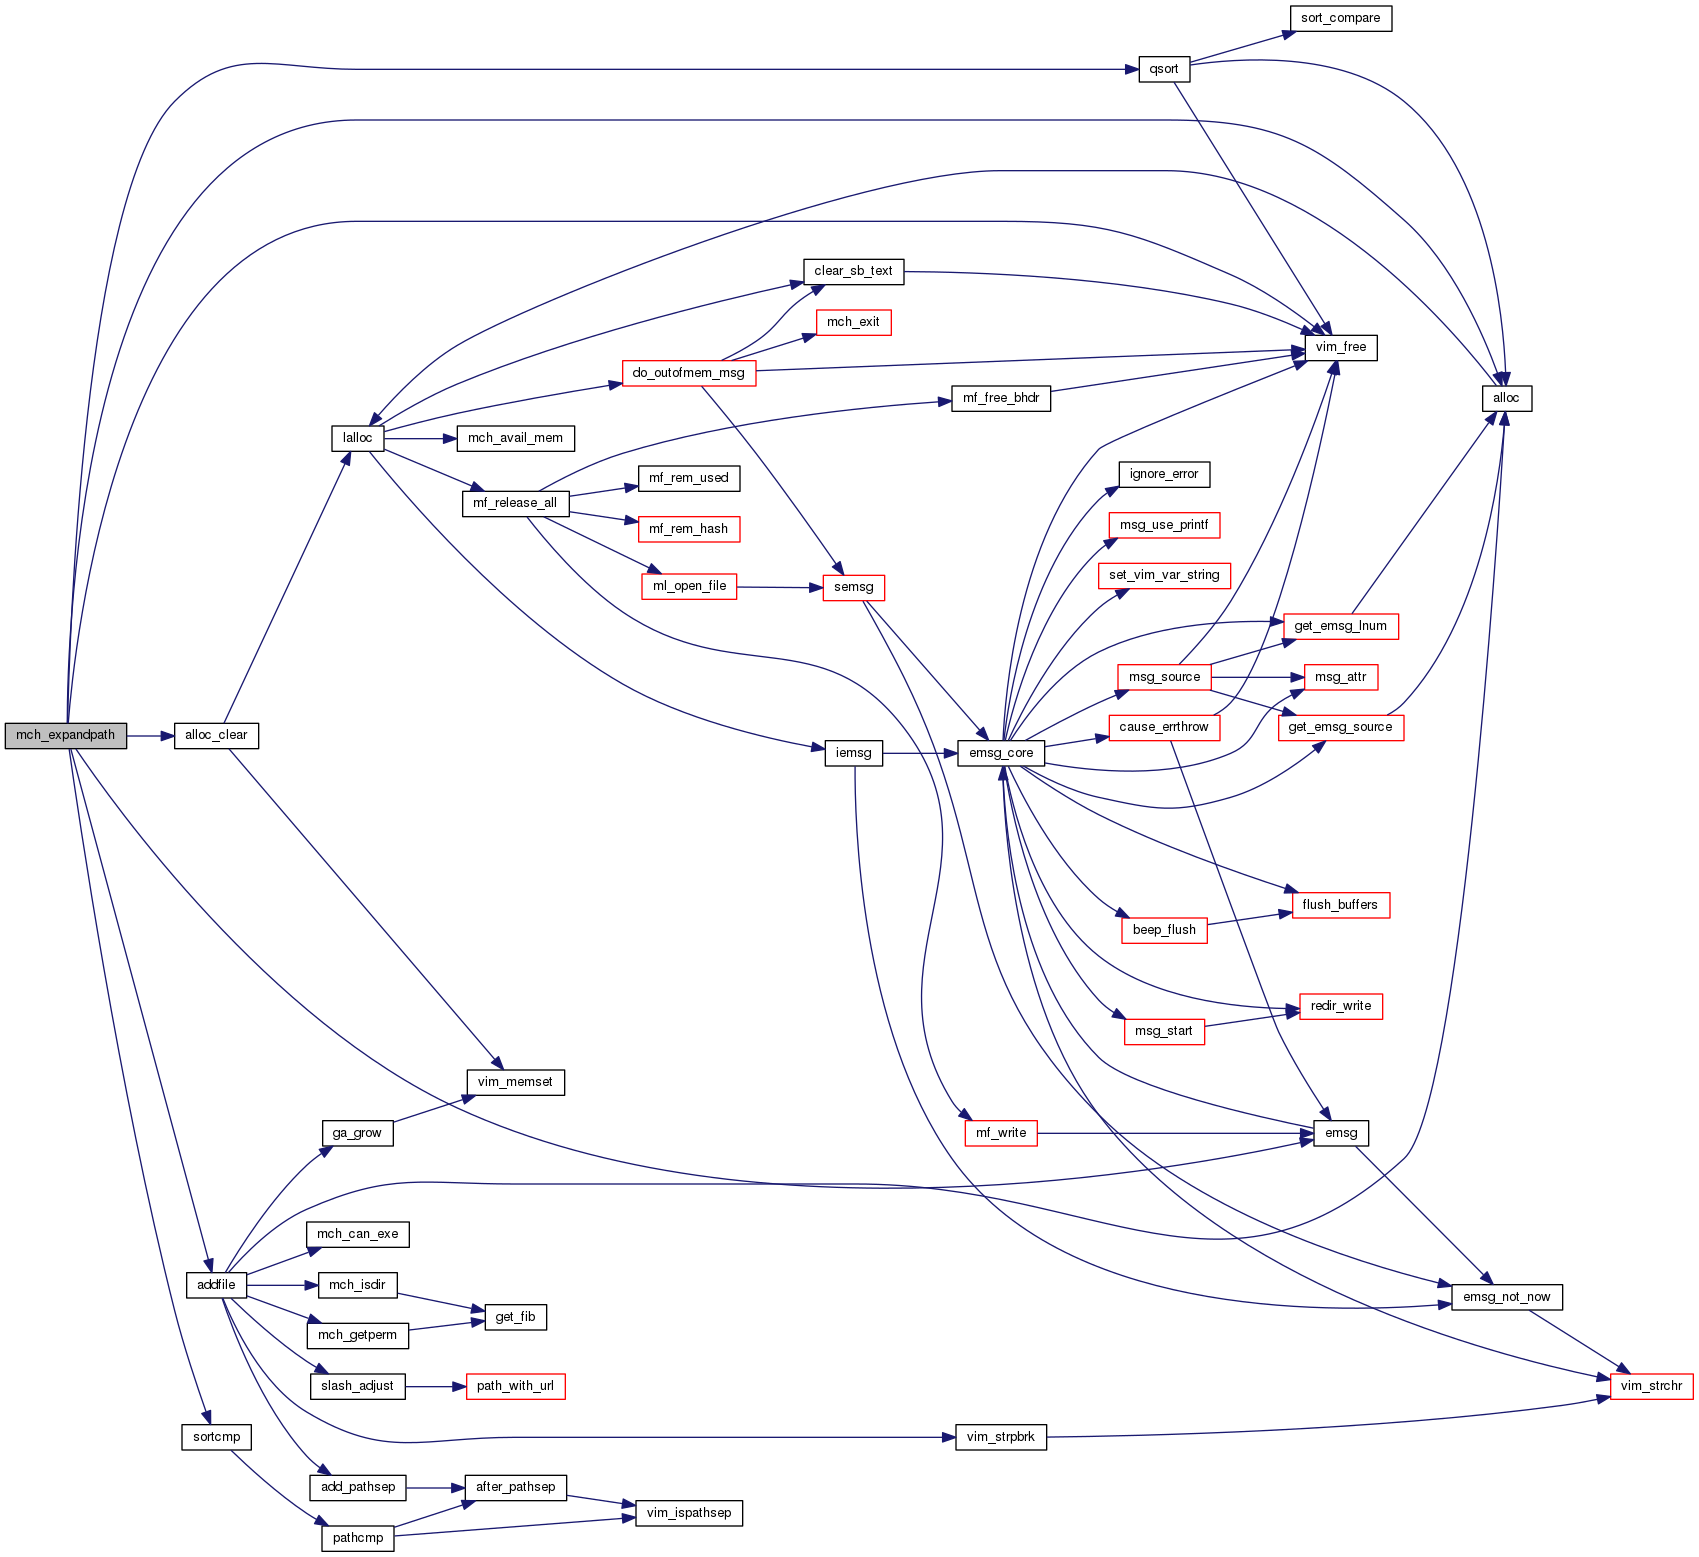 sort_compare
qsort
clear_sb_text
mch_exit
vim_free
do_outofmem_msg
mf_free_bhdr
alloc
lalloc
mch_avail_mem
ignore_error
mf_rem_used
mf_release_all
msg_use_printf
mf_rem_hash
set_vim_var_string
ml_open_file
semsg
get_emsg_lnum
msg_source
msg_attr
mch_expandpath
alloc_clear
cause_errthrow
get_emsg_source
iemsg
emsg_core
flush_buffers
beep_flush
redir_write
msg_start
vim_memset
ga_grow
mf_write
emsg
mch_can_exe
addfile
mch_isdir
emsg_not_now
get_fib
mch_getperm
slash_adjust
path_with_url
vim_strchr
sortcmp
vim_strpbrk
add_pathsep
after_pathsep
vim_ispathsep
pathcmp